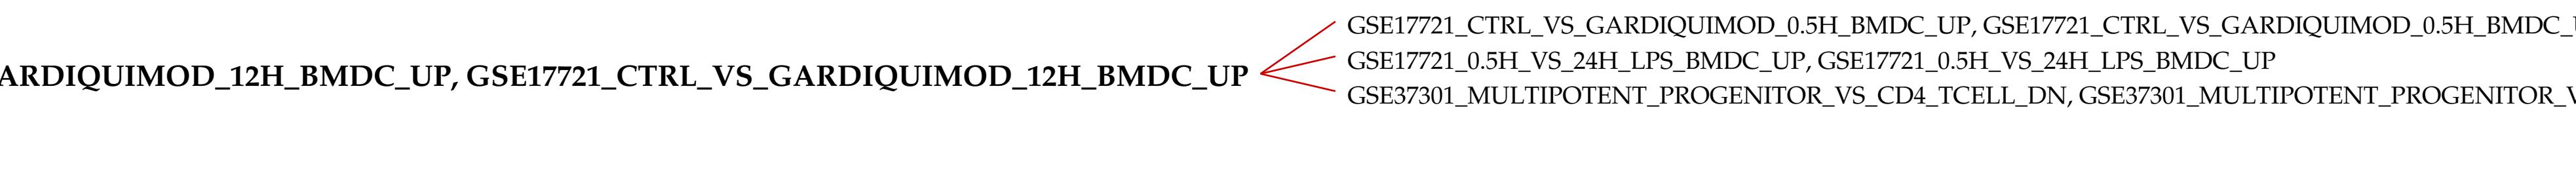 GSE17721_CTRL_VS_GARDIQUIMOD_0.5H_BMDC_UP, GSE17721_CTRL_VS_GARDIQUIMOD_0.5H_BMDC_
GSE17721_0.5H_VS_24H_LPS_BMDC_UP, GSE17721_0.5H_VS_24H_LPS_BMDC_UP
ARDIQUIMOD_12H_BMDC_UP, GSE17721_CTRL_VS_GARDIQUIMOD_12H_BMDC_UP
GSE37301_MULTIPOTENT_PROGENITOR_VS_CD4_TCELL_DN, GSE37301_MULTIPOTENT_PROGENITOR_V